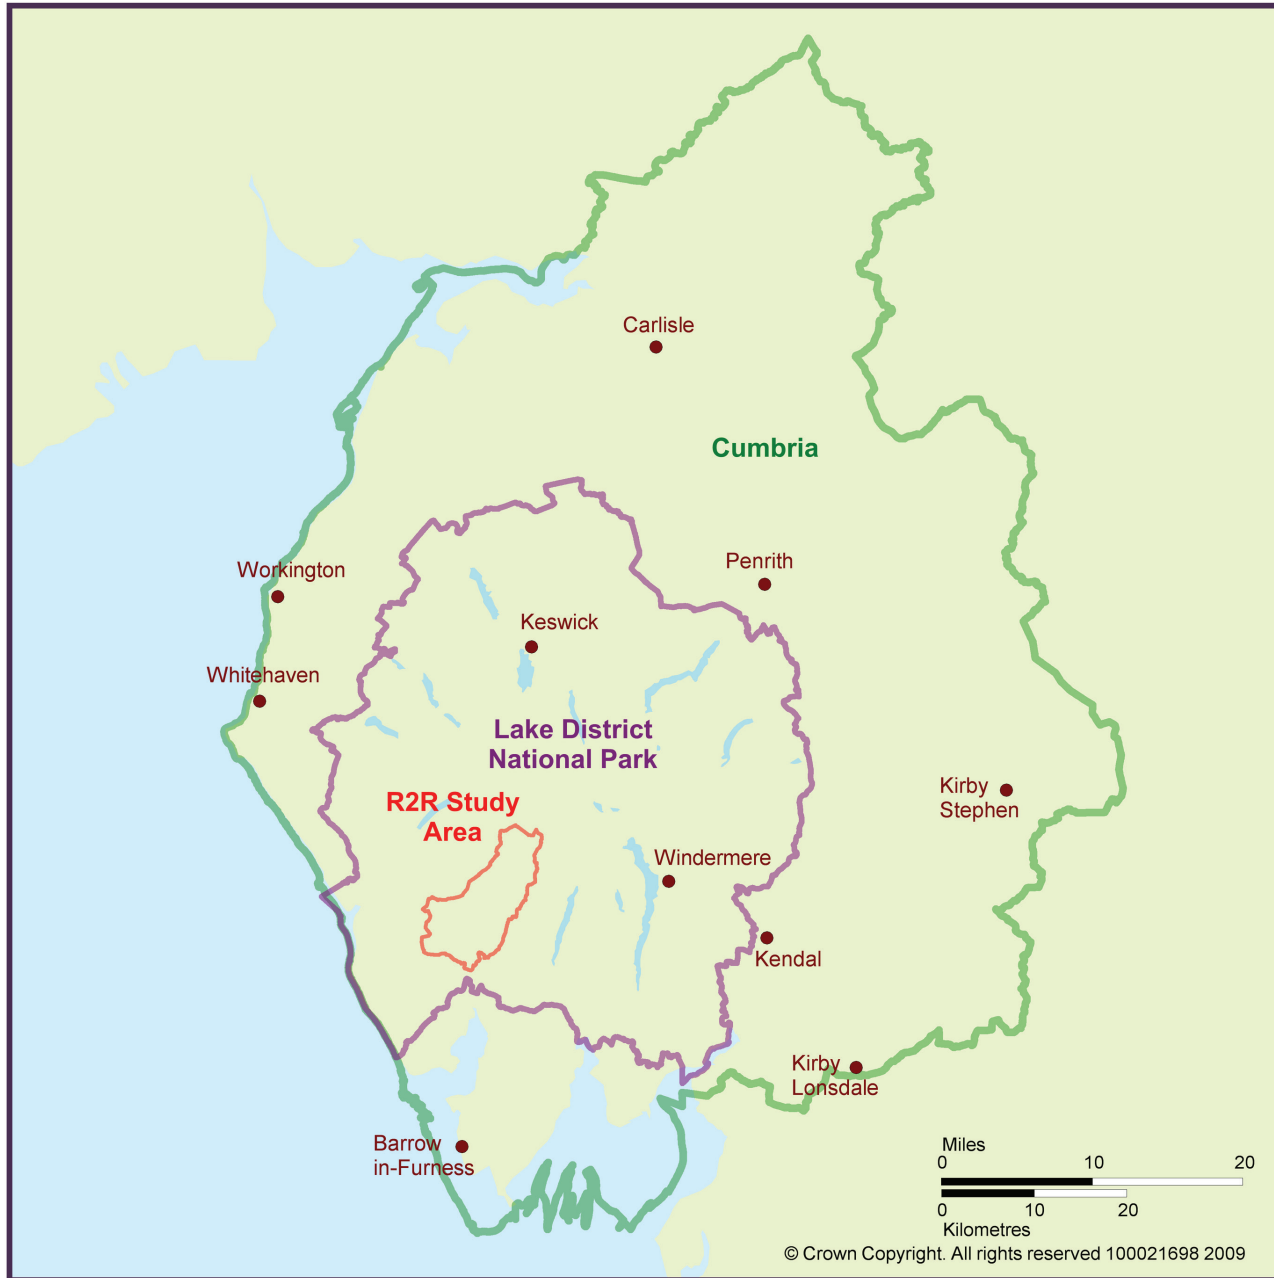 Carlisle
Cumbria
Workington
Penrith
Keswick
Whitehaven
Lake District
National Park
R2R Study
Area
Kirby
Stephen
Windermere
Kendal
Kirby
Lonsdale
Barrow
in-Furness
Miles
0 10 20
0 10 20
Kilometres
© Crown Copyright. All rights reserved 100021698 2009